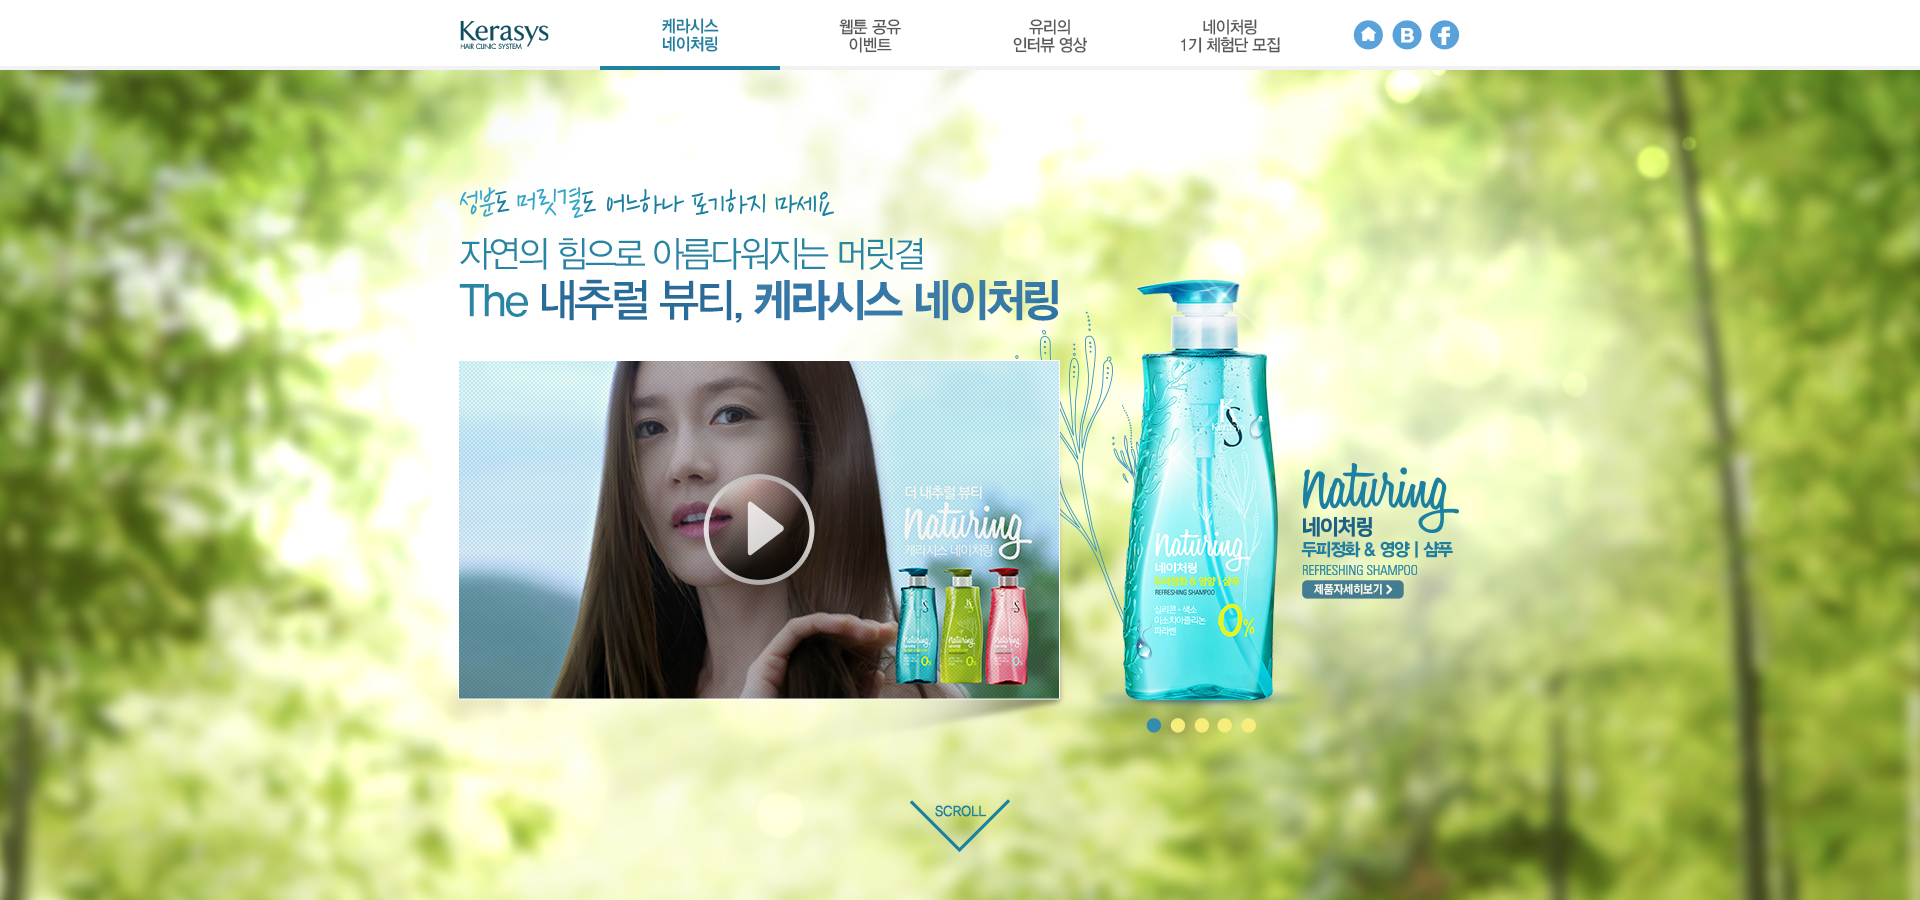 Kerasys
HAIR CLINIC SYSTEM
케라시스
네이처링
웹툰 공유
이벤트
유리의
인터뷰 영상
네이처링
1기 체험단 모집
B
f
성분도 머릿결도 어느하나 포기하지 마세요
자연의 힘으로 아름다워지는 머릿결
The 내추럴 뷰티, 케라시스 네이처링
더 내추럴 뷰티
naturing
케라시스 네이처링
naturing
0%
naturing
0%
naturing
0%
KS
naturing
네이처링
두피정화 & 영양 | 샴푸
REFRESHING SHAMPOO
실리콘·색소
이소치아졸리논
파라벤
0%
naturing
네이처링
두피정화 & 영양 | 샴푸
REFRESHING SHAMPOO
제품자세히보기
SCROLL